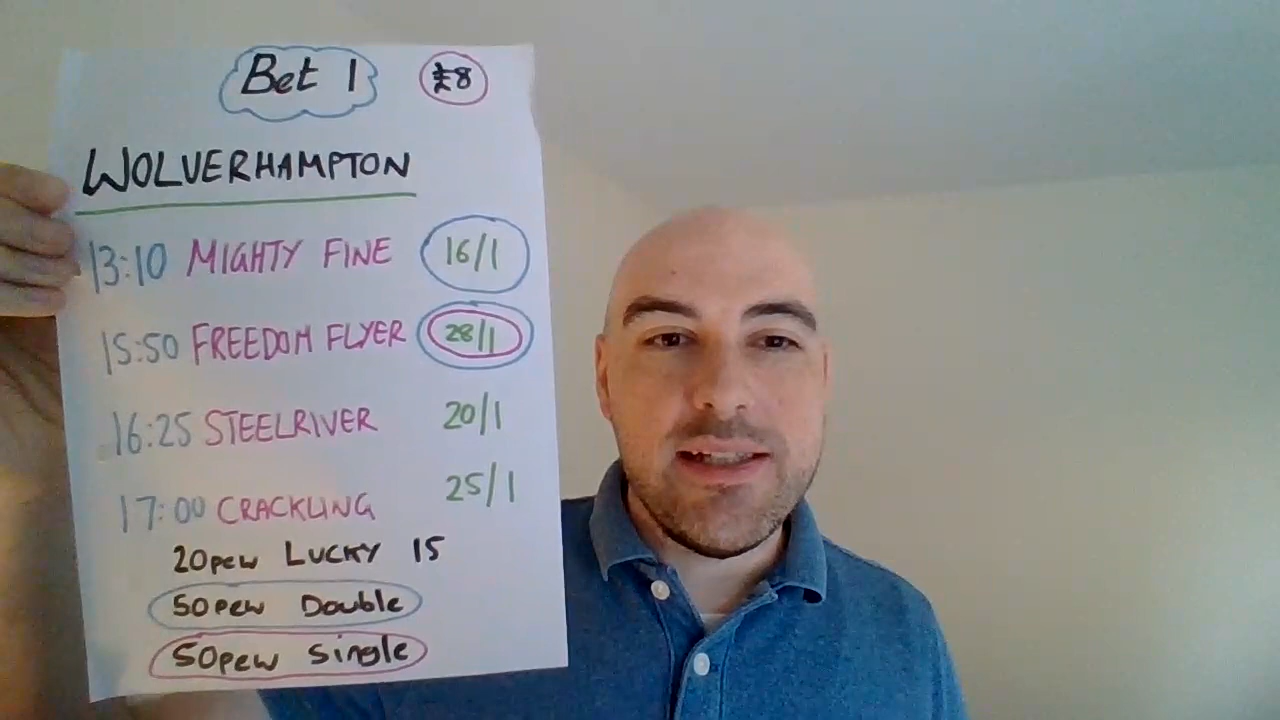 Bet 1 £8
WOLVERHAMPTON
13:10 MIGHTY FINE 16/1
15:50 FREEDOM FLYER 28/1
16:25 STEELRIVER 20/1
17:00 CRACKLING 25/1
20pew LUCKY 15
50pew Double
50pew Single